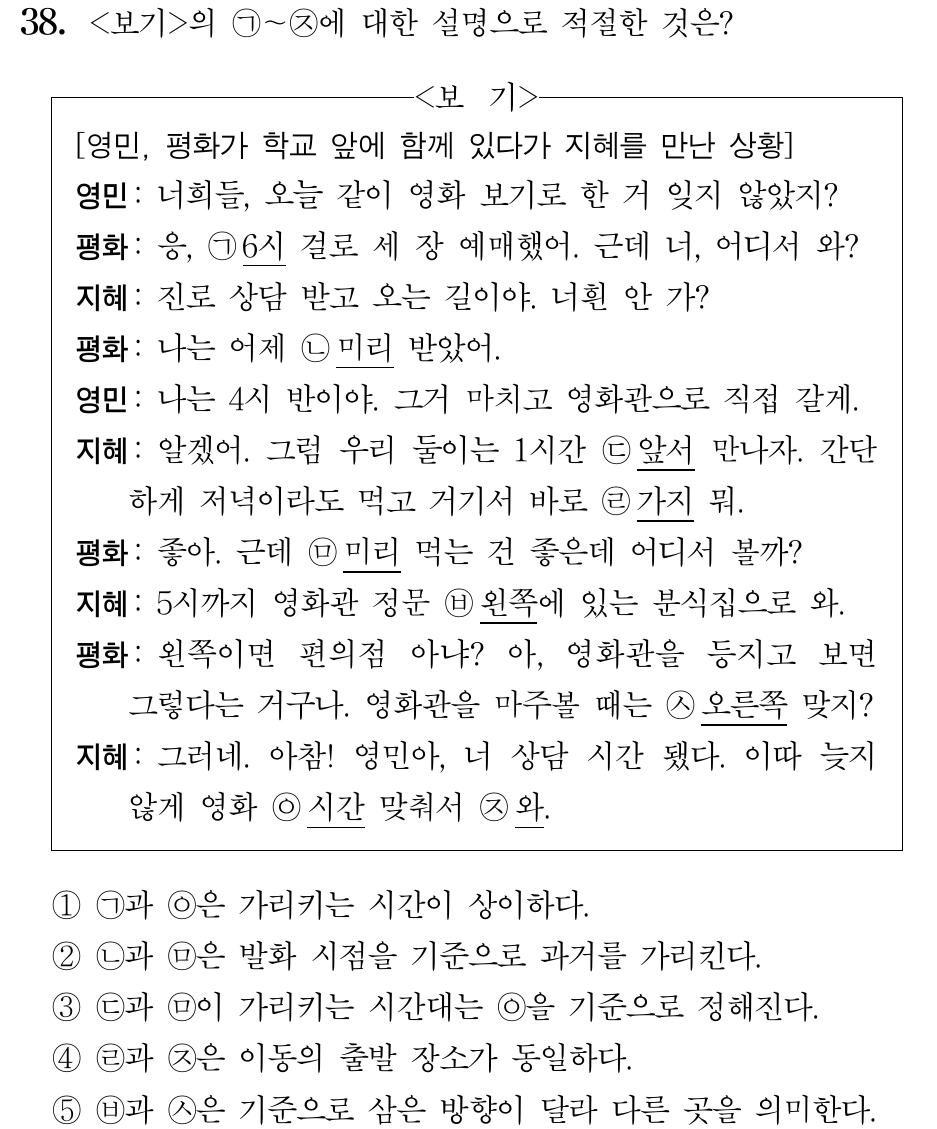 38. <보기>의 ㉠~㉨에 대한 설명으로 적절한 것은?
<보 기>
[영민, 평화가 학교 앞에 함께 있다가 지혜를 만난 상황]
영민: 너희들, 오늘 같이 영화 보기로 한 거 잊지 않았지?
평화: 응, ㉠6시 걸로 세 장 예매했어. 근데 너, 어디서 와?
지혜: 진로 상담 받고 오는 길이야. 너흰 안 가?
평화: 나는 어제 ㉡미리 받았어.
영민: 나는 4시 반이야. 그거 마치고 영화관으로 직접 갈게.
지혜: 알겠어. 그럼 우리 둘이는 1시간 ㉢앞서 만나자. 간단
하게 저녁이라도 먹고 거기서 바로 ㉣가지 뭐.
평화: 좋아. 근데 ㉤미리 먹는 건 좋은데 어디서 볼까?
지혜: 5시까지 영화관 정문 ㉥왼쪽에 있는 분식집으로 와.
평화: 왼쪽이면 편의점 아냐? 아, 영화관을 등지고 보면
그렇다는 거구나. 영화관을 마주볼 때는 ㉦오른쪽 맞지?
지혜: 그러네. 아참! 영민아, 너 상담 시간 됐다. 이따 늦지
않게 영화 ㉧시간 맞춰서 ㉨와.
① ㉠과 ㉧은 가리키는 시간이 상이하다.
② ㉡과 ㉤은 발화 시점을 기준으로 과거를 가리킨다.
③ ㉢과 ㉤이 가리키는 시간대는 ㉧을 기준으로 정해진다.
④ ㉣과 ㉨은 이동의 출발 장소가 동일하다.
⑤ ㉥과 ㉦은 기준으로 삼은 방향이 달라 다른 곳을 의미한다.